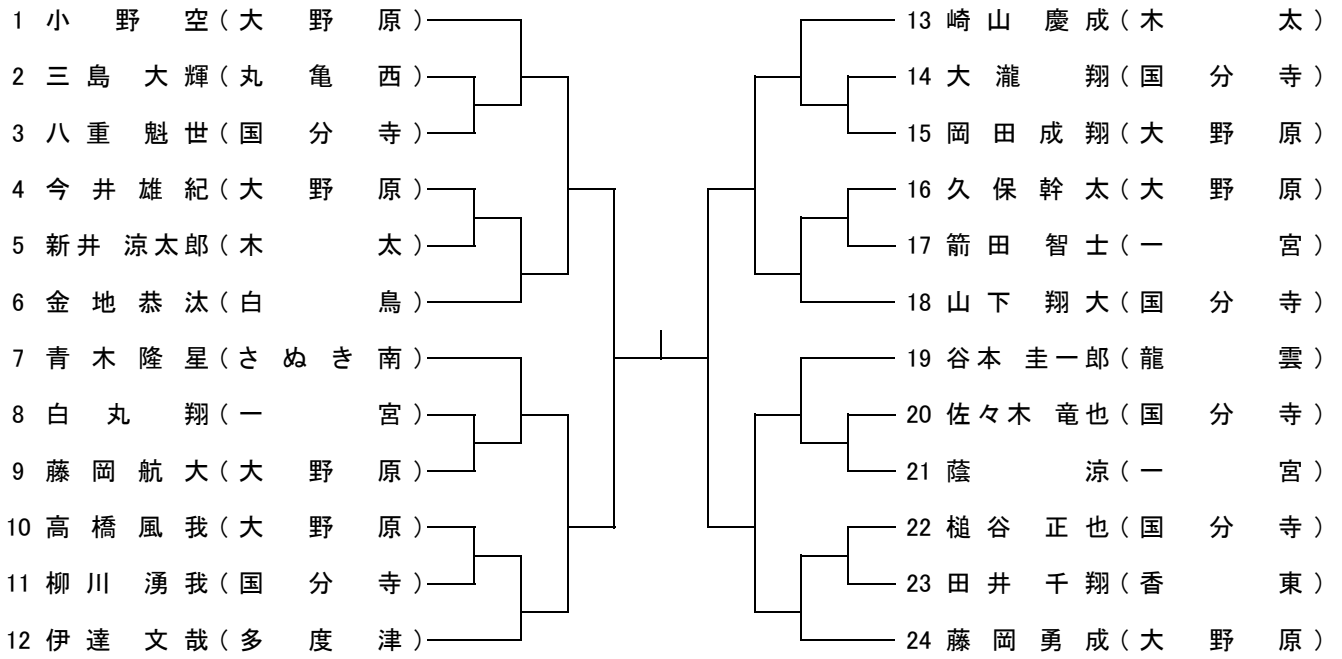 1 小野空(大野原)
2 三島大輝(丸亀西)
3 八重魁世(国分寺)
4 今井雄紀(大野原)
5 新井涼太郎(木太)
6 金地恭汰(白鳥)
7 青木隆星(さぬき南)
8 白丸翔(一宮)
9 藤岡航大(大野原)
10 高橋風我(大野原)
11 柳川湧我(国分寺)
12 伊達文哉(多度津)
13 崎山慶成(木太)
14 大瀧翔(国分寺)
15 岡田成翔(大野原)
16 久保幹太(大野原)
17 箭田智士(一宮)
18 山下翔大(国分寺)
19 谷本圭一郎(龍雲)
20 佐々木竜也(国分寺)
21 蔭涼(一宮)
22 槌谷正也(国分寺)
23 田井千翔(香東)
24 藤岡勇成(大野原)